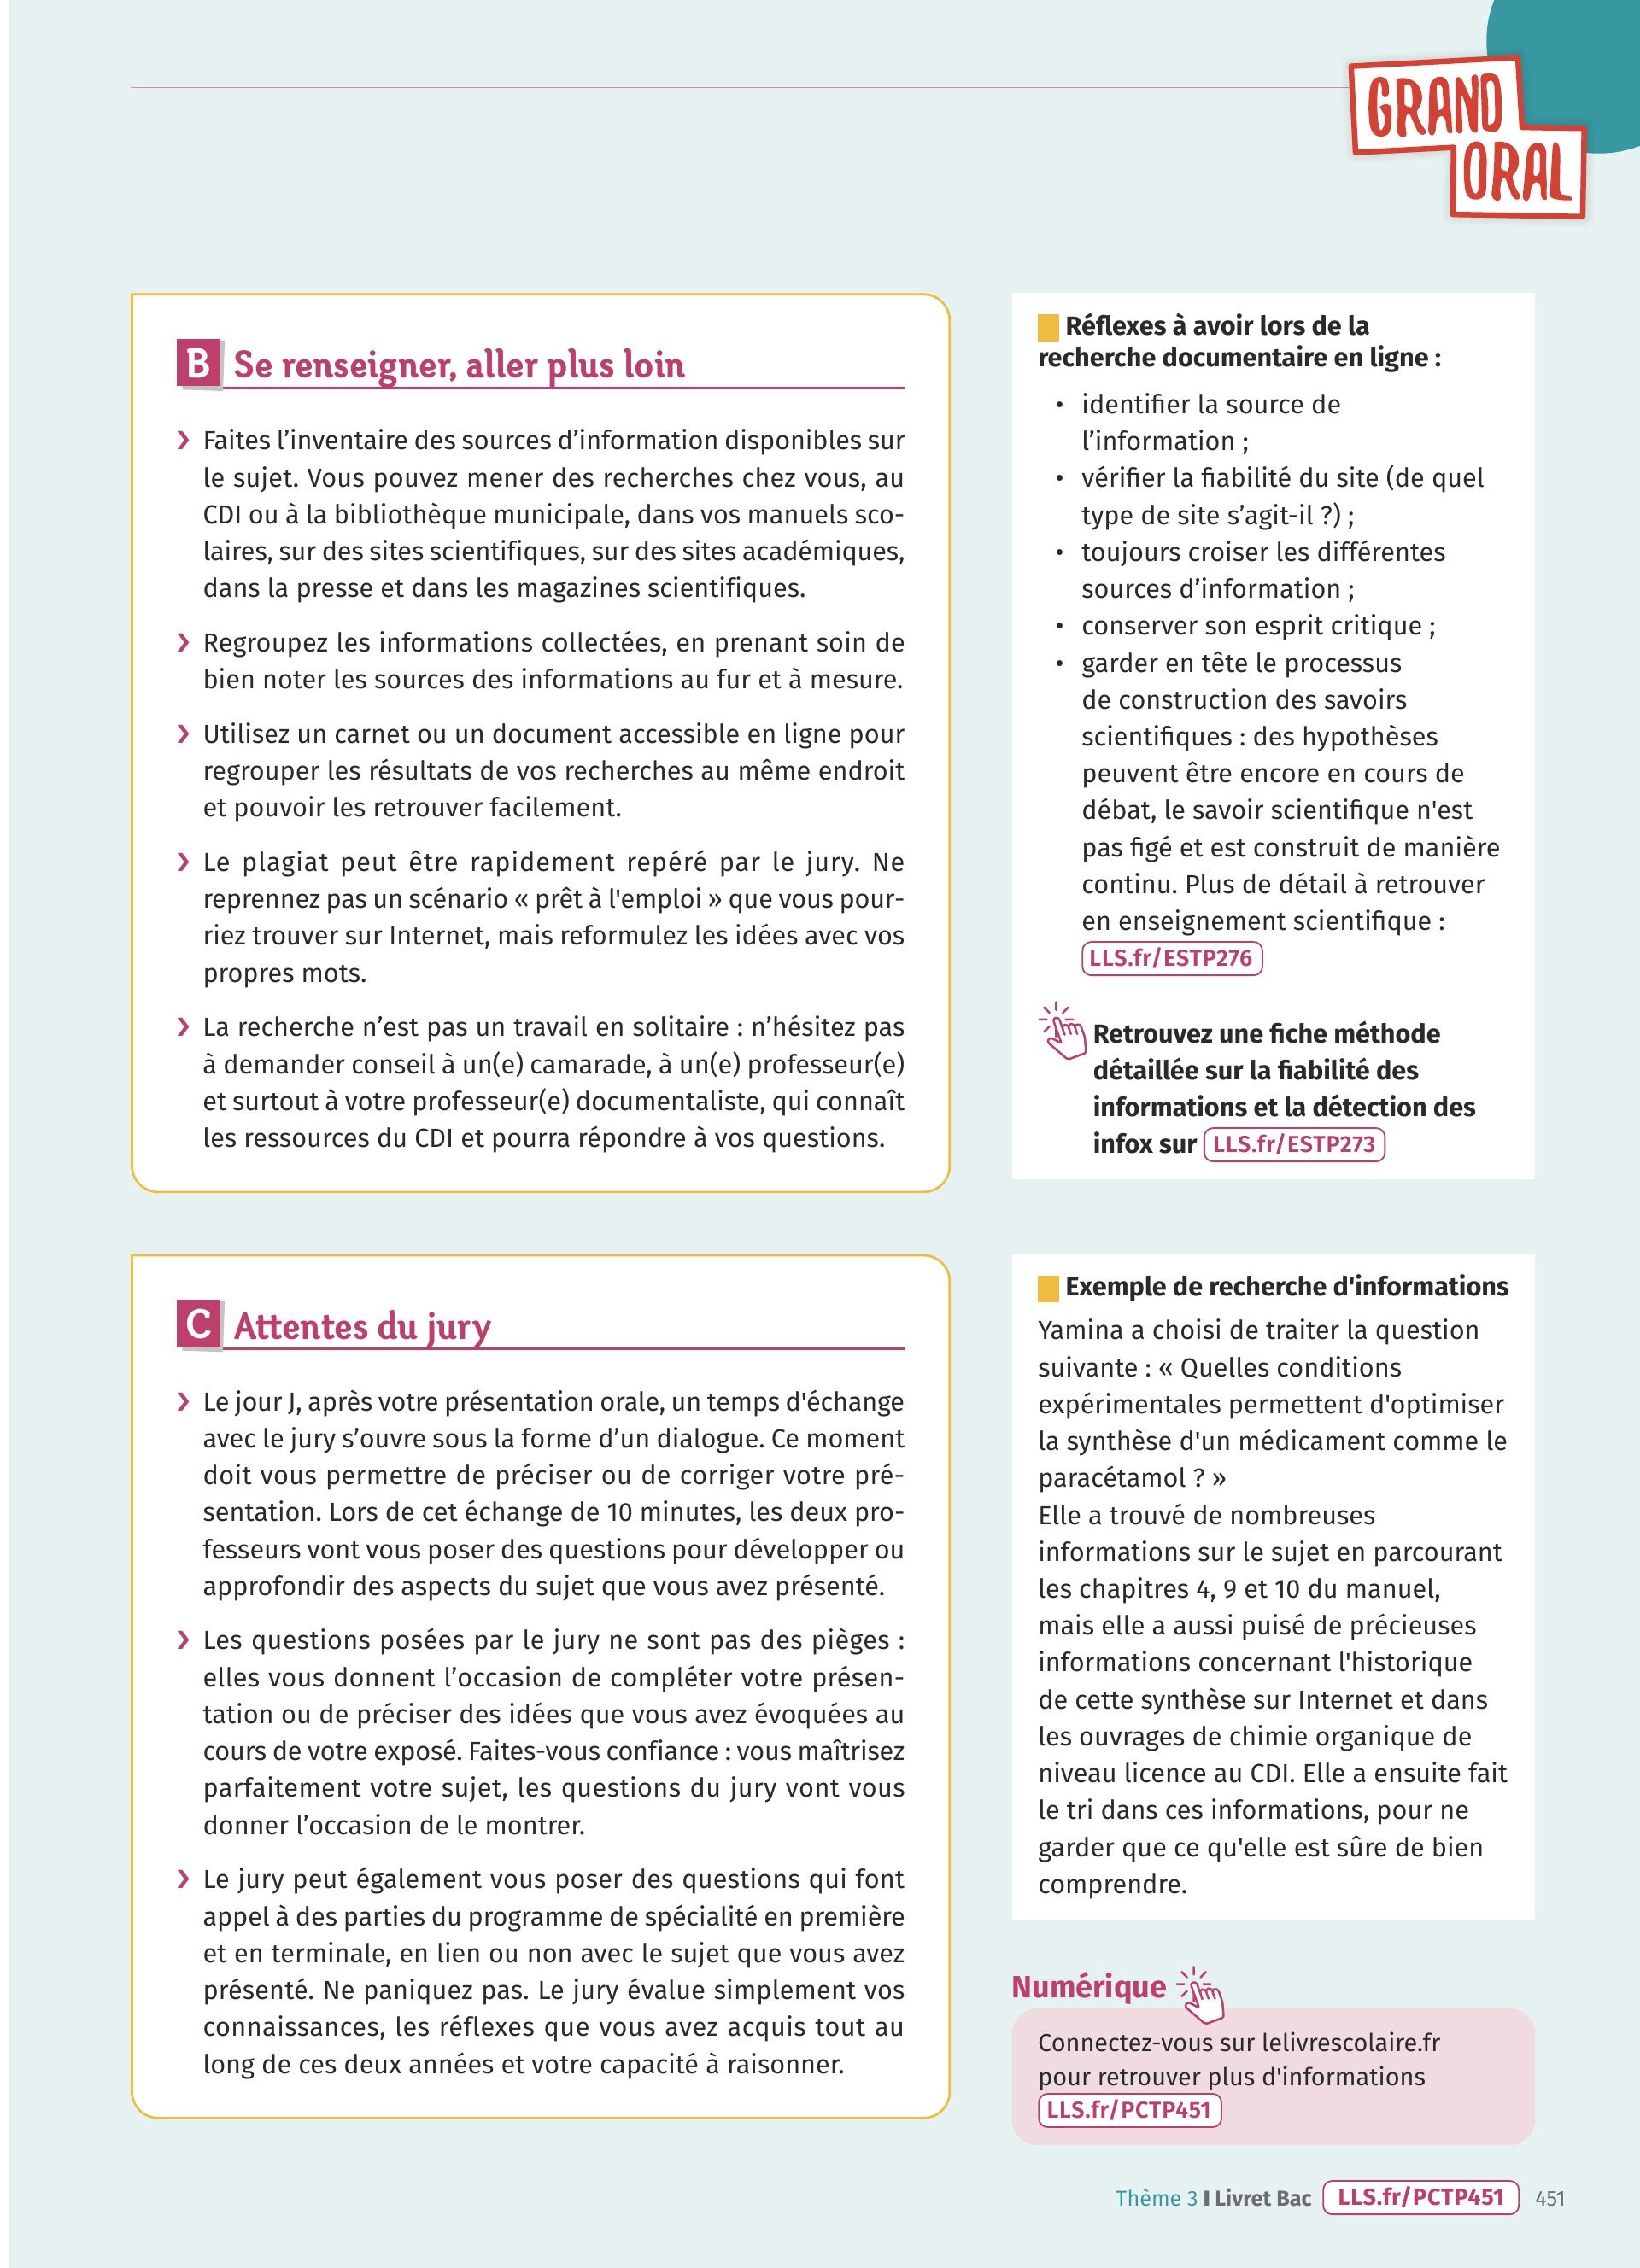 GRAND
ORAL
B Se renseigner, aller plus loin
❯ Faites l’inventaire des sources d’information disponibles sur
le sujet. Vous pouvez mener des recherches chez vous, au
CDI ou à la bibliothèque municipale, dans vos manuels sco-
laires, sur des sites scientifiques, sur des sites académiques,
dans la presse et dans les magazines scientifiques.
❯ Regroupez les informations collectées, en prenant soin de
bien noter les sources des informations au fur et à mesure.
❯ Utilisez un carnet ou un document accessible en ligne pour
regrouper les résultats de vos recherches au même endroit
et pouvoir les retrouver facilement.
❯ Le plagiat peut être rapidement repéré par le jury. Ne
reprennez pas un scénario « prêt à l'emploi » que vous pour-
riez trouver sur Internet, mais reformulez les idées avec vos
propres mots.
❯ La recherche n’est pas un travail en solitaire : n’hésitez pas
à demander conseil à un(e) camarade, à un(e) professeur(e)
et surtout à votre professeur(e) documentaliste, qui connaît
les ressources du CDI et pourra répondre à vos questions.
Réflexes à avoir lors de la
recherche documentaire en ligne :
• identifier la source de
l’information ;
• vérifier la fiabilité du site (de quel
type de site s’agit-il ?) ;
• toujours croiser les différentes
sources d’information ;
• conserver son esprit critique ;
• garder en tête le processus
de construction des savoirs
scientifiques : des hypothèses
peuvent être encore en cours de
débat, le savoir scientifique n'est
pas figé et est construit de manière
continu. Plus de détail à retrouver
en enseignement scientifique :
LLS.fr/ESTP276
Retrouvez une fiche méthode
détaillée sur la fiabilité des
informations et la détection des
infox sur LLS.fr/ESTP273
C Attentes du jury
❯ Le jour J, après votre présentation orale, un temps d'échange
avec le jury s’ouvre sous la forme d’un dialogue. Ce moment
doit vous permettre de préciser ou de corriger votre pré-
sentation. Lors de cet échange de 10 minutes, les deux pro-
fesseurs vont vous poser des questions pour développer ou
approfondir des aspects du sujet que vous avez présenté.
❯ Les questions posées par le jury ne sont pas des pièges :
elles vous donnent l’occasion de compléter votre présen-
tation ou de préciser des idées que vous avez évoquées au
cours de votre exposé. Faites-vous confiance : vous maîtrisez
parfaitement votre sujet, les questions du jury vont vous
donner l’occasion de le montrer.
❯ Le jury peut également vous poser des questions qui font
appel à des parties du programme de spécialité en première
et en terminale, en lien ou non avec le sujet que vous avez
présenté. Ne paniquez pas. Le jury évalue simplement vos
connaissances, les réflexes que vous avez acquis tout au
long de ces deux années et votre capacité à raisonner.
Exemple de recherche d'informations
Yamina a choisi de traiter la question
suivante : « Quelles conditions
expérimentales permettent d'optimiser
la synthèse d'un médicament comme le
paracétamol ? »
Elle a trouvé de nombreuses
informations sur le sujet en parcourant
les chapitres 4, 9 et 10 du manuel,
mais elle a aussi puisé de précieuses
informations concernant l'historique
de cette synthèse sur Internet et dans
les ouvrages de chimie organique de
niveau licence au CDI. Elle a ensuite fait
le tri dans ces informations, pour ne
garder que ce qu'elle est sûre de bien
comprendre.
Numérique
Connectez-vous sur lelivrescolaire.fr
pour retrouver plus d'informations
LLS.fr/PCTP451
Thème 3 I Livret Bac LLS.fr/PCTP451 451